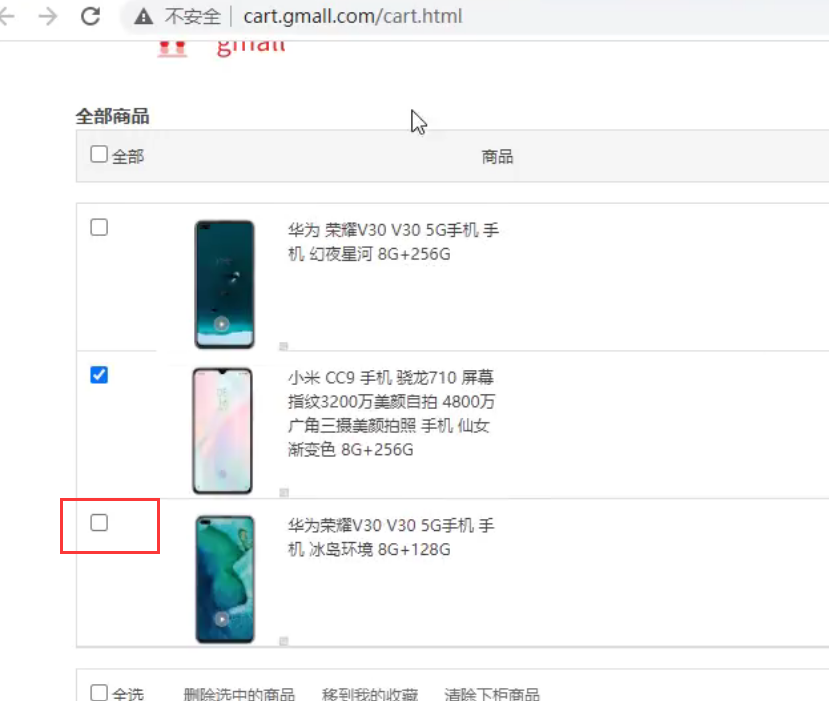 不安全 cart.gmall.com/cart.html
gmall
全部商品
全部 商品
华为 荣耀V30 V30 5G手机 手
机 幻夜星河 8G+256G
小米 CC9 手机 骁龙710 屏幕
指纹3200万美颜自拍 4800万
广角三摄美颜拍照 手机 仙女
渐变色 8G+256G
华为荣耀V30 V30 5G手机 手
机 冰岛环境 8G+128G
全选 删除选中的商品 移到我的收藏 清除下柜商品